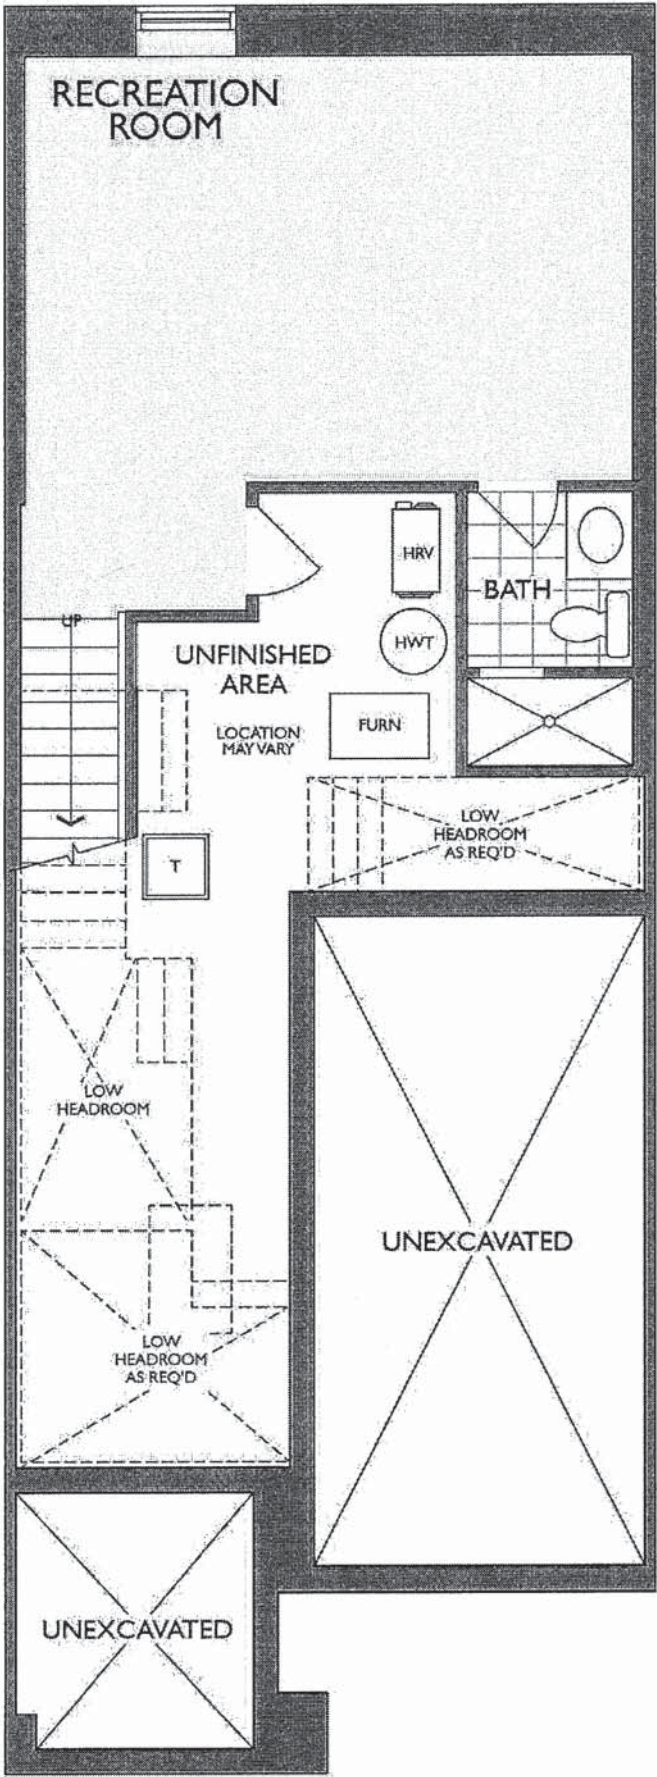 RECREATION
ROOM
HRV
BATH
UP
HWT
UNFINISHED
AREA
LOCATION
MAY VARY
FURN
LOW
HEADROOM
AS REQ'D
T
LOW
HEADROOM
UNEXCAVATED
LOW
HEADROOM
AS REQ'D
UNEXCAVATED